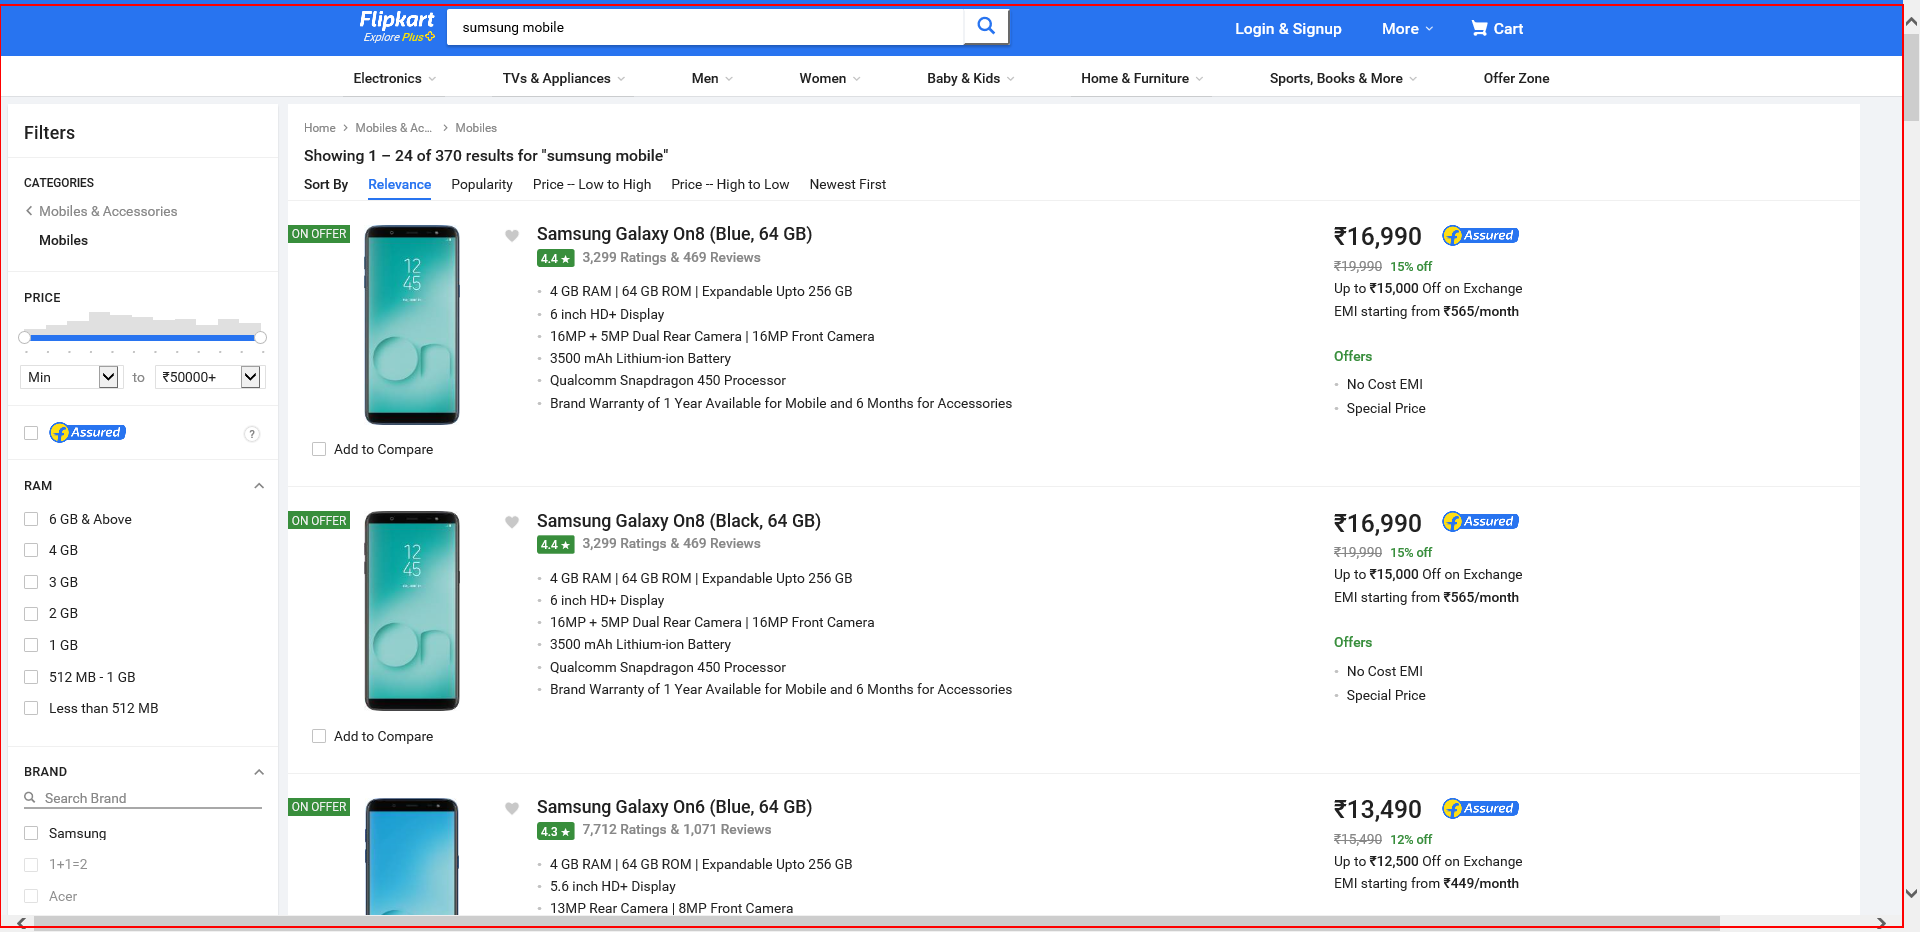 Flipkart
Explore Plus
sumsung mobile
Login & Signup
More
Cart
Electronics
TVs & Appliances
Men
Women
Baby & Kids
Home & Furniture
Sports, Books & More
Offer Zone
Filters
CATEGORIES
Mobiles & Accessories
Mobiles
PRICE
Min
to
₹50000+
Assured
?
RAM
6 GB & Above
4 GB
3 GB
2 GB
1 GB
512 MB - 1 GB
Less than 512 MB
BRAND
Search Brand
Samsung
1+1=2
Acer
Home > Mobiles & Ac... > Mobiles
Showing 1 – 24 of 370 results for "sumsung mobile"
Sort By Relevance Popularity Price -- Low to High Price -- High to Low Newest First
ON OFFER
12
45
on
Add to Compare
Samsung Galaxy On8 (Blue, 64 GB)
4.4 ★ 3,299 Ratings & 469 Reviews
4 GB RAM | 64 GB ROM | Expandable Upto 256 GB
6 inch HD+ Display
16MP + 5MP Dual Rear Camera | 16MP Front Camera
3500 mAh Lithium-ion Battery
Qualcomm Snapdragon 450 Processor
Brand Warranty of 1 Year Available for Mobile and 6 Months for Accessories
₹16,990 Assured
₹19,990 15% off
Up to ₹15,000 Off on Exchange
EMI starting from ₹565/month
Offers
No Cost EMI
Special Price
ON OFFER
12
45
on
Add to Compare
Samsung Galaxy On8 (Black, 64 GB)
4.4 ★ 3,299 Ratings & 469 Reviews
4 GB RAM | 64 GB ROM | Expandable Upto 256 GB
6 inch HD+ Display
16MP + 5MP Dual Rear Camera | 16MP Front Camera
3500 mAh Lithium-ion Battery
Qualcomm Snapdragon 450 Processor
Brand Warranty of 1 Year Available for Mobile and 6 Months for Accessories
₹16,990 Assured
₹19,990 15% off
Up to ₹15,000 Off on Exchange
EMI starting from ₹565/month
Offers
No Cost EMI
Special Price
ON OFFER
Samsung Galaxy On6 (Blue, 64 GB)
4.3 ★ 7,712 Ratings & 1,071 Reviews
4 GB RAM | 64 GB ROM | Expandable Upto 256 GB
5.6 inch HD+ Display
13MP Rear Camera | 8MP Front Camera
₹13,490 Assured
₹15,490 12% off
Up to ₹12,500 Off on Exchange
EMI starting from ₹449/month